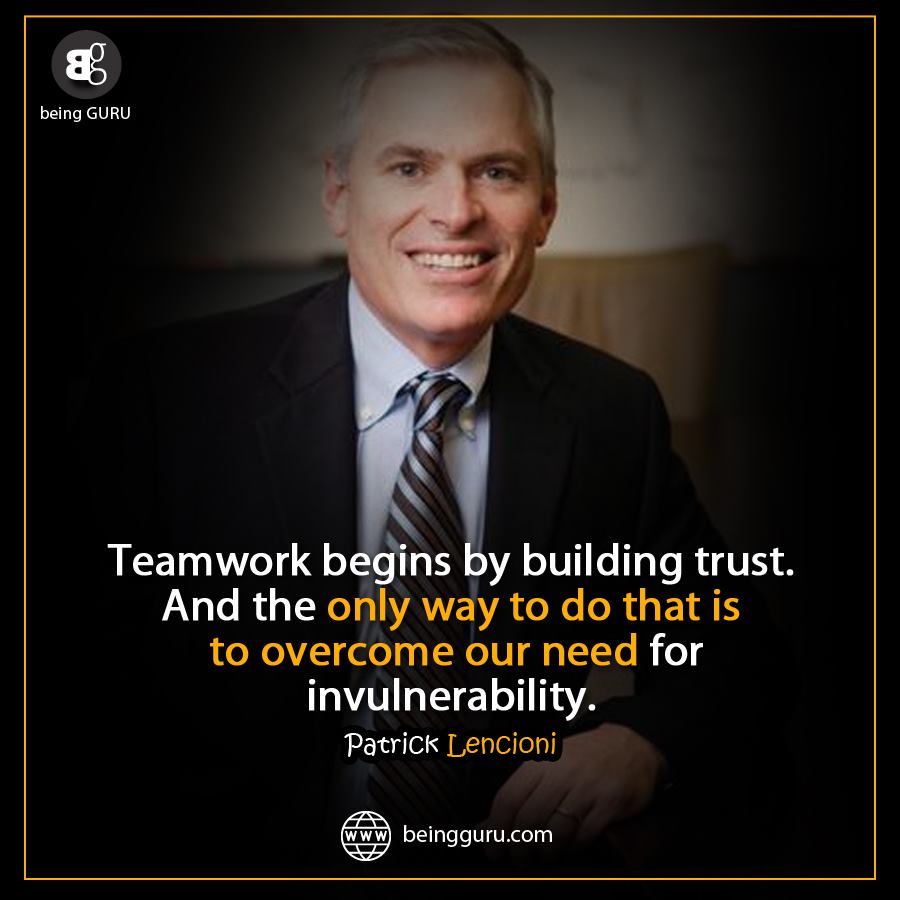 Bg
being GURU
Teamwork begins by building trust.
And the only way to do that is
to overcome our need for
invulnerability.
Patrick Lencioni
www
beingguru.com